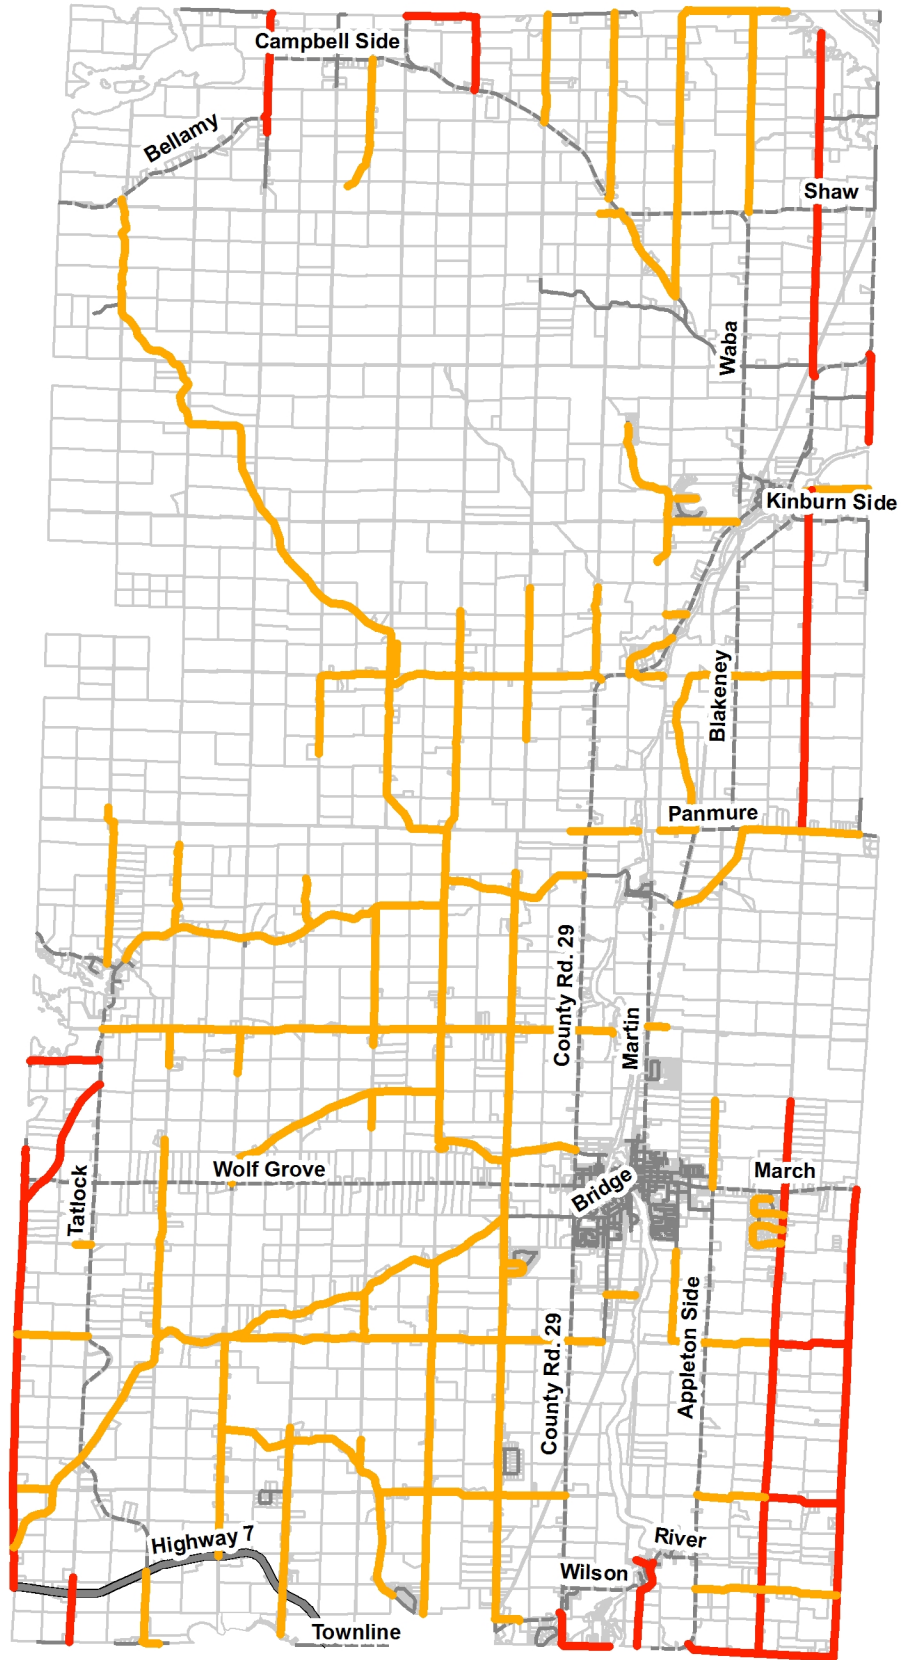 Campbell Side
Bellamy
Shaw
Waba
Kinburn Side
Blakeney
Panmure
County Rd. 29
Martin
Wolf Grove
Tatlock
Bridge
March
Appleton Side
County Rd. 29
Highway 7
River
Wilson
Townline